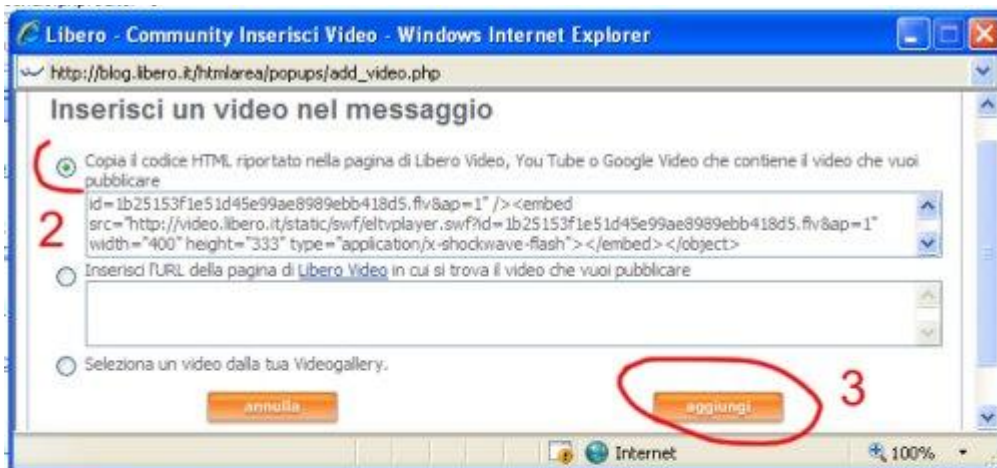 Libero - Community Inserisci Video - Windows Internet Explorer
http://blog.libero.it/htmlarea/popups/add_video.php
Inserisci un video nel messaggio
Copia il codice HTML riportato nella pagina di Libero Video, You Tube o Google Video che contiene il video che vuoi
pubblicare
id=1b25153f1e51d45e99ae8989ebb418d5.flv&ap=1" /><embed
src="http://video.libero.it/static/swf/eltvplayer.swf?id=1b25153f1e51d45e99ae8989ebb418d5.flv&ap=1"
width="400" height="333" type="application/x-shockwave-flash"></embed></object>
2
Inserisci l'URL della pagina di Libero Video in cui si trova il video che vuoi pubblicare
Seleziona un video dalla tua Videogallery.
annulla
aggiungi
3
Internet
100%